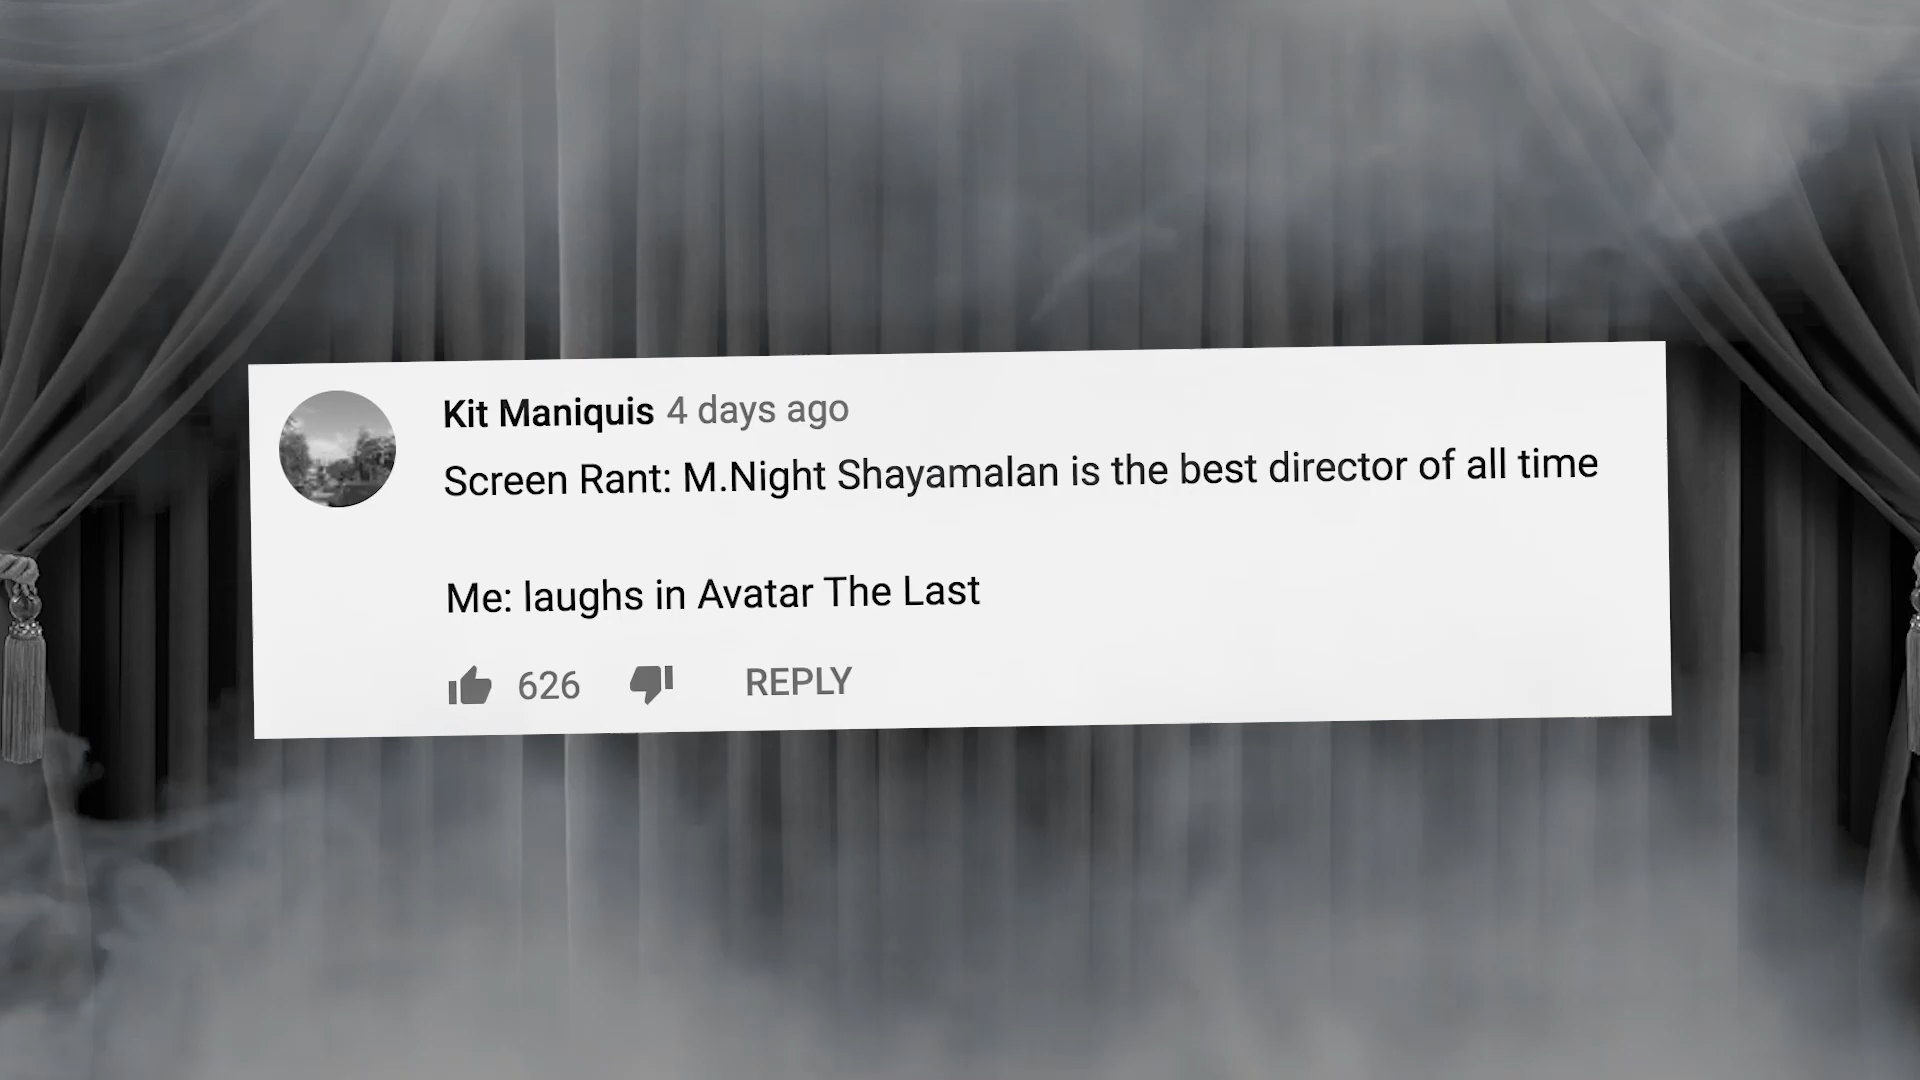 Kit Maniquis 4 days ago
Screen Rant: M.Night Shayamalan is the best director of all time
Me: laughs in Avatar The Last
626 REPLY